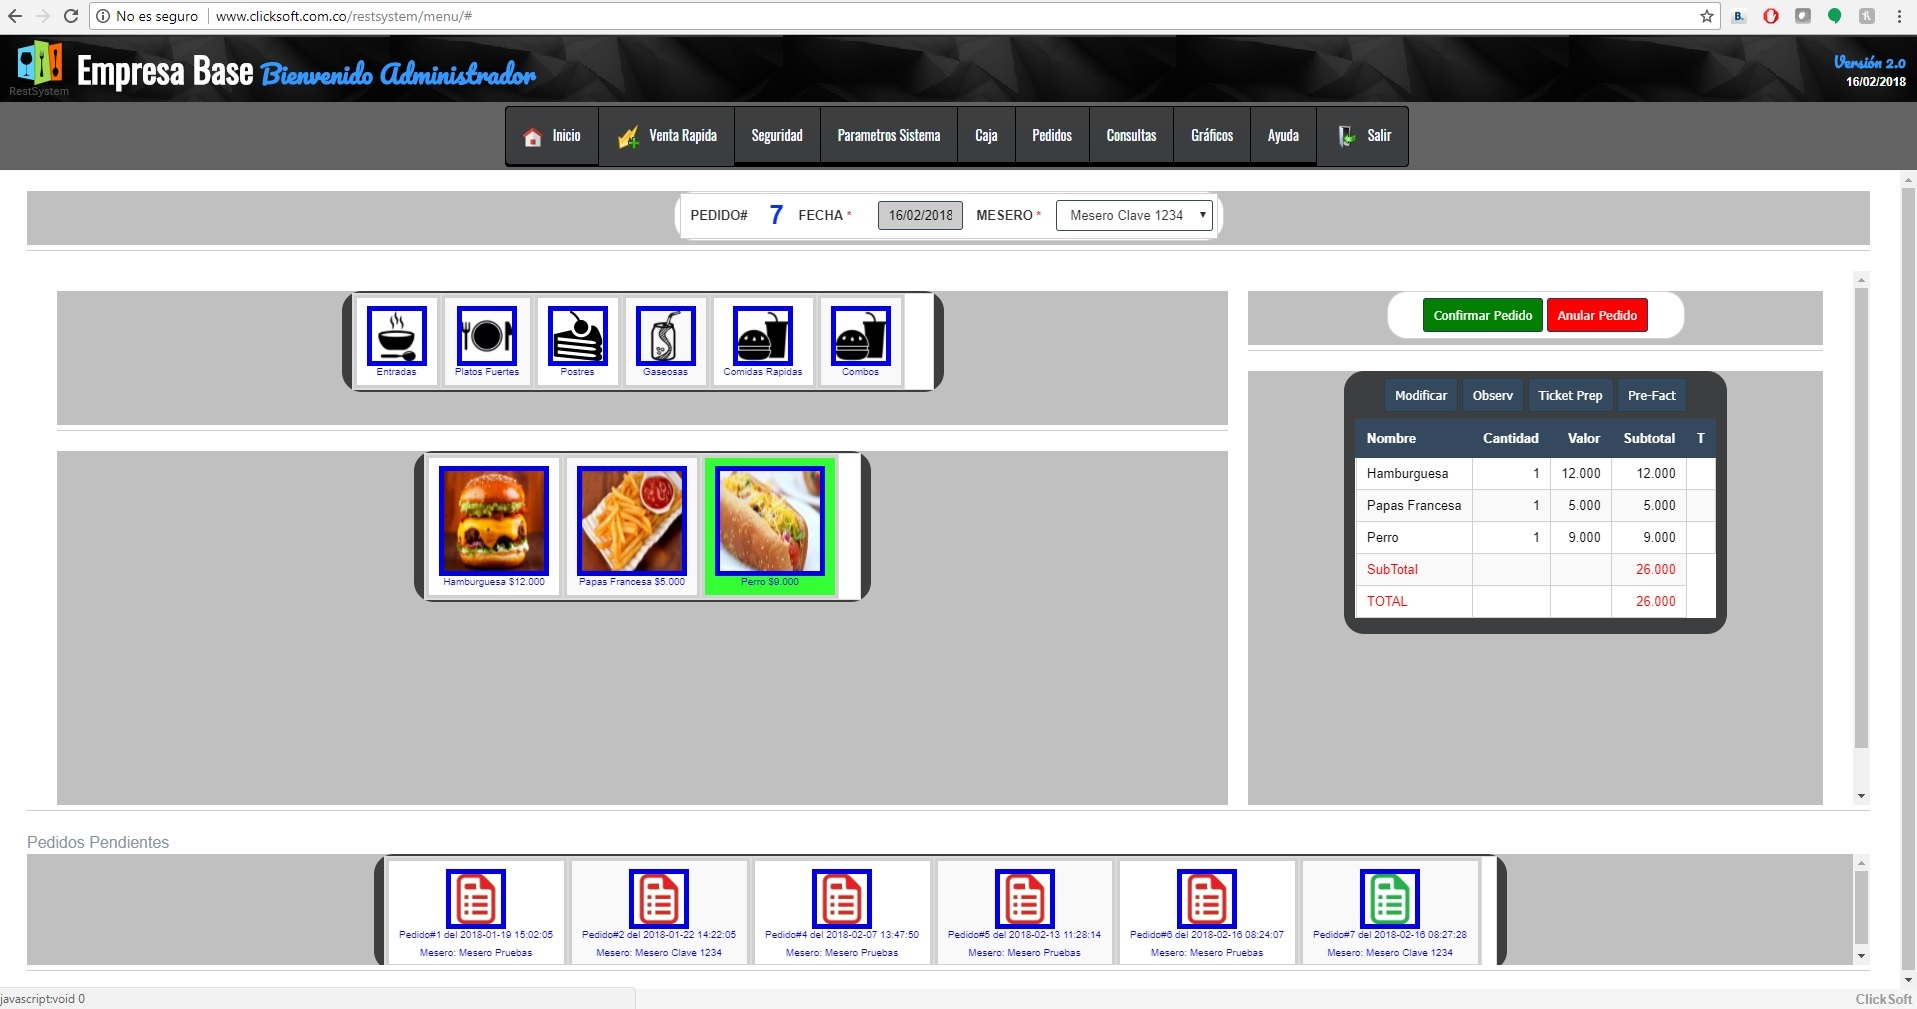 No es seguro www.clicksoft.com.co/restsystem/menu/#
RestSystem
Empresa Base Bienvenido Administrador
Versión 2.0
16/02/2018
Inicio Venta Rapida Seguridad Parametros Sistema Caja Pedidos Consultas Gráficos Ayuda Salir
PEDIDO# 7 FECHA * 16/02/2018 MESERO * Mesero Clave 1234
Entradas Platos Fuertes Postres Gaseosas Comidas Rapidas Combos
Hamburguesa $12.000 Papas Francesa $5.000 Perro $9.000
Confirmar Pedido Anular Pedido
Modificar Observ Ticket Prep Pre-Fact
Nombre Cantidad Valor Subtotal T
Hamburguesa 1 12.000 12.000
Papas Francesa 1 5.000 5.000
Perro 1 9.000 9.000
SubTotal 26.000
TOTAL 26.000
Pedidos Pendientes
Pedido#1 del 2018-01-19 15:02:05
Mesero: Mesero Pruebas
Pedido#2 del 2018-01-22 14:22:05
Mesero: Mesero Clave 1234
Pedido#4 del 2018-02-07 13:47:50
Mesero: Mesero Pruebas
Pedido#5 del 2018-02-13 11:28:14
Mesero: Mesero Pruebas
Pedido#6 del 2018-02-16 08:24:07
Mesero: Mesero Pruebas
Pedido#7 del 2018-02-16 08:27:28
Mesero: Mesero Clave 1234
javascript:void 0
ClickSoft